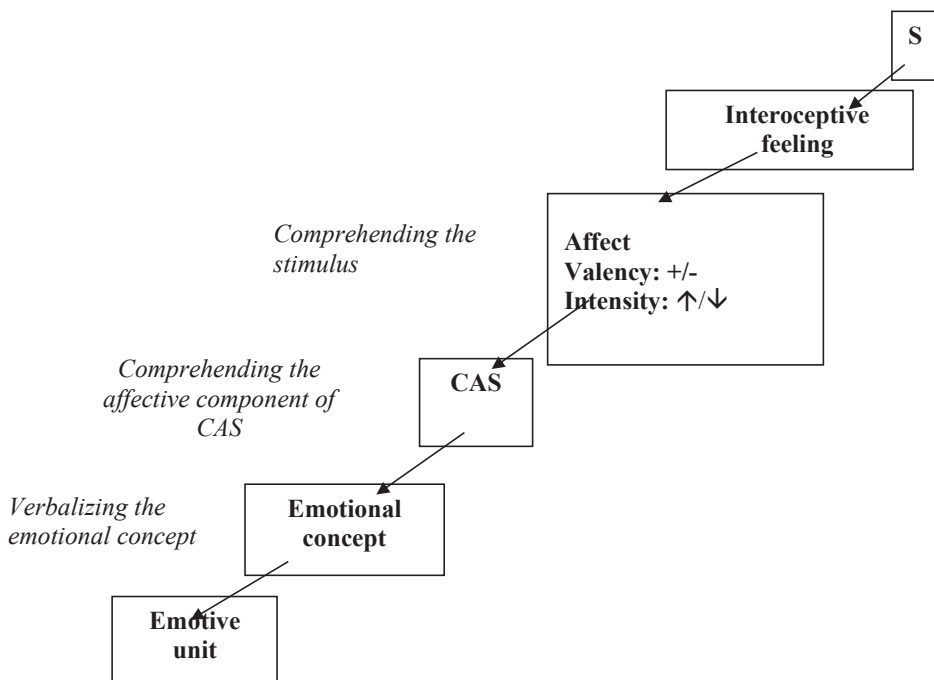 S
Interoceptive
feeling
Comprehending the
stimulus
Affect
Valency: +/-
Intensity: ↑/↓
Comprehending the
affective component of
CAS
CAS
Verbalizing the
emotional concept
Emotional
concept
Emotive
unit